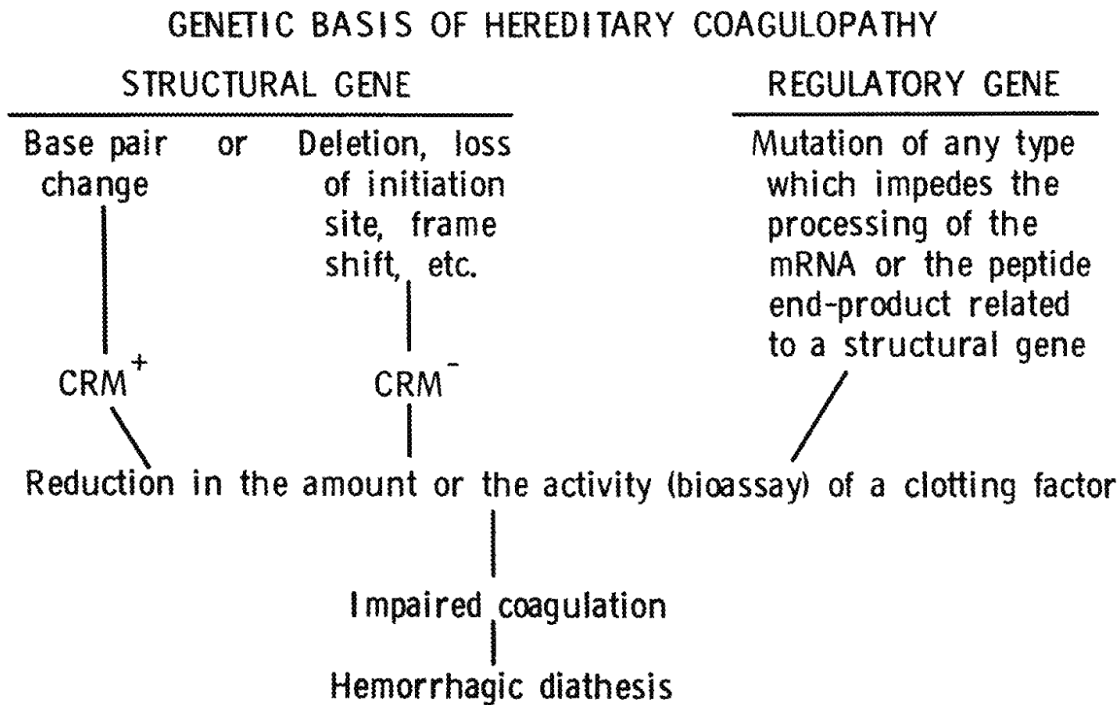 GENETIC BASIS OF HEREDITARY COAGULOPATHY
STRUCTURAL GENE
Base pair or Deletion, loss
change of initiation
site, frame
shift, etc.
CRM⁺ CRM⁻
REGULATORY GENE
Mutation of any type
which impedes the
processing of the
mRNA or the peptide
end-product related
to a structural gene
Reduction in the amount or the activity (bioassay) of a clotting factor
Impaired coagulation
Hemorrhagic diathesis